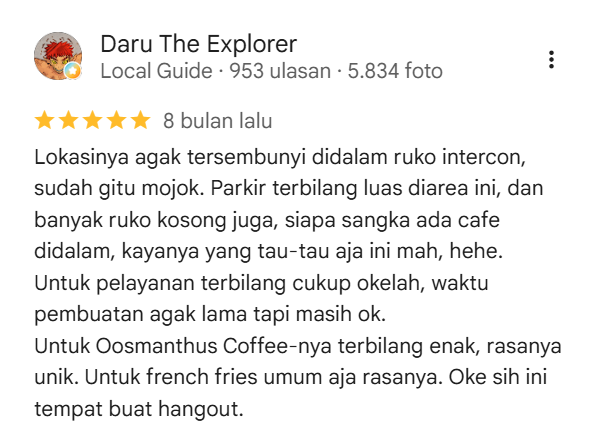 Daru The Explorer
Local Guide · 953 ulasan · 5.834 foto
8 bulan lalu
Lokasinya agak tersembunyi didalam ruko intercon,
sudah gitu mojok. Parkir terbilang luas diarea ini, dan
banyak ruko kosong juga, siapa sangka ada cafe
didalam, kayanya yang tau-tau aja ini mah, hehe.
Untuk pelayanan terbilang cukup okelah, waktu
pembuatan agak lama tapi masih ok.
Untuk Oosmanthus Coffee-nya terbilang enak, rasanya
unik. Untuk french fries umum aja rasanya. Oke sih ini
tempat buat hangout.